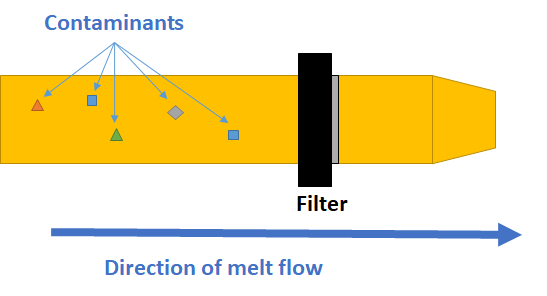 Contaminants
Filter
Direction of melt flow